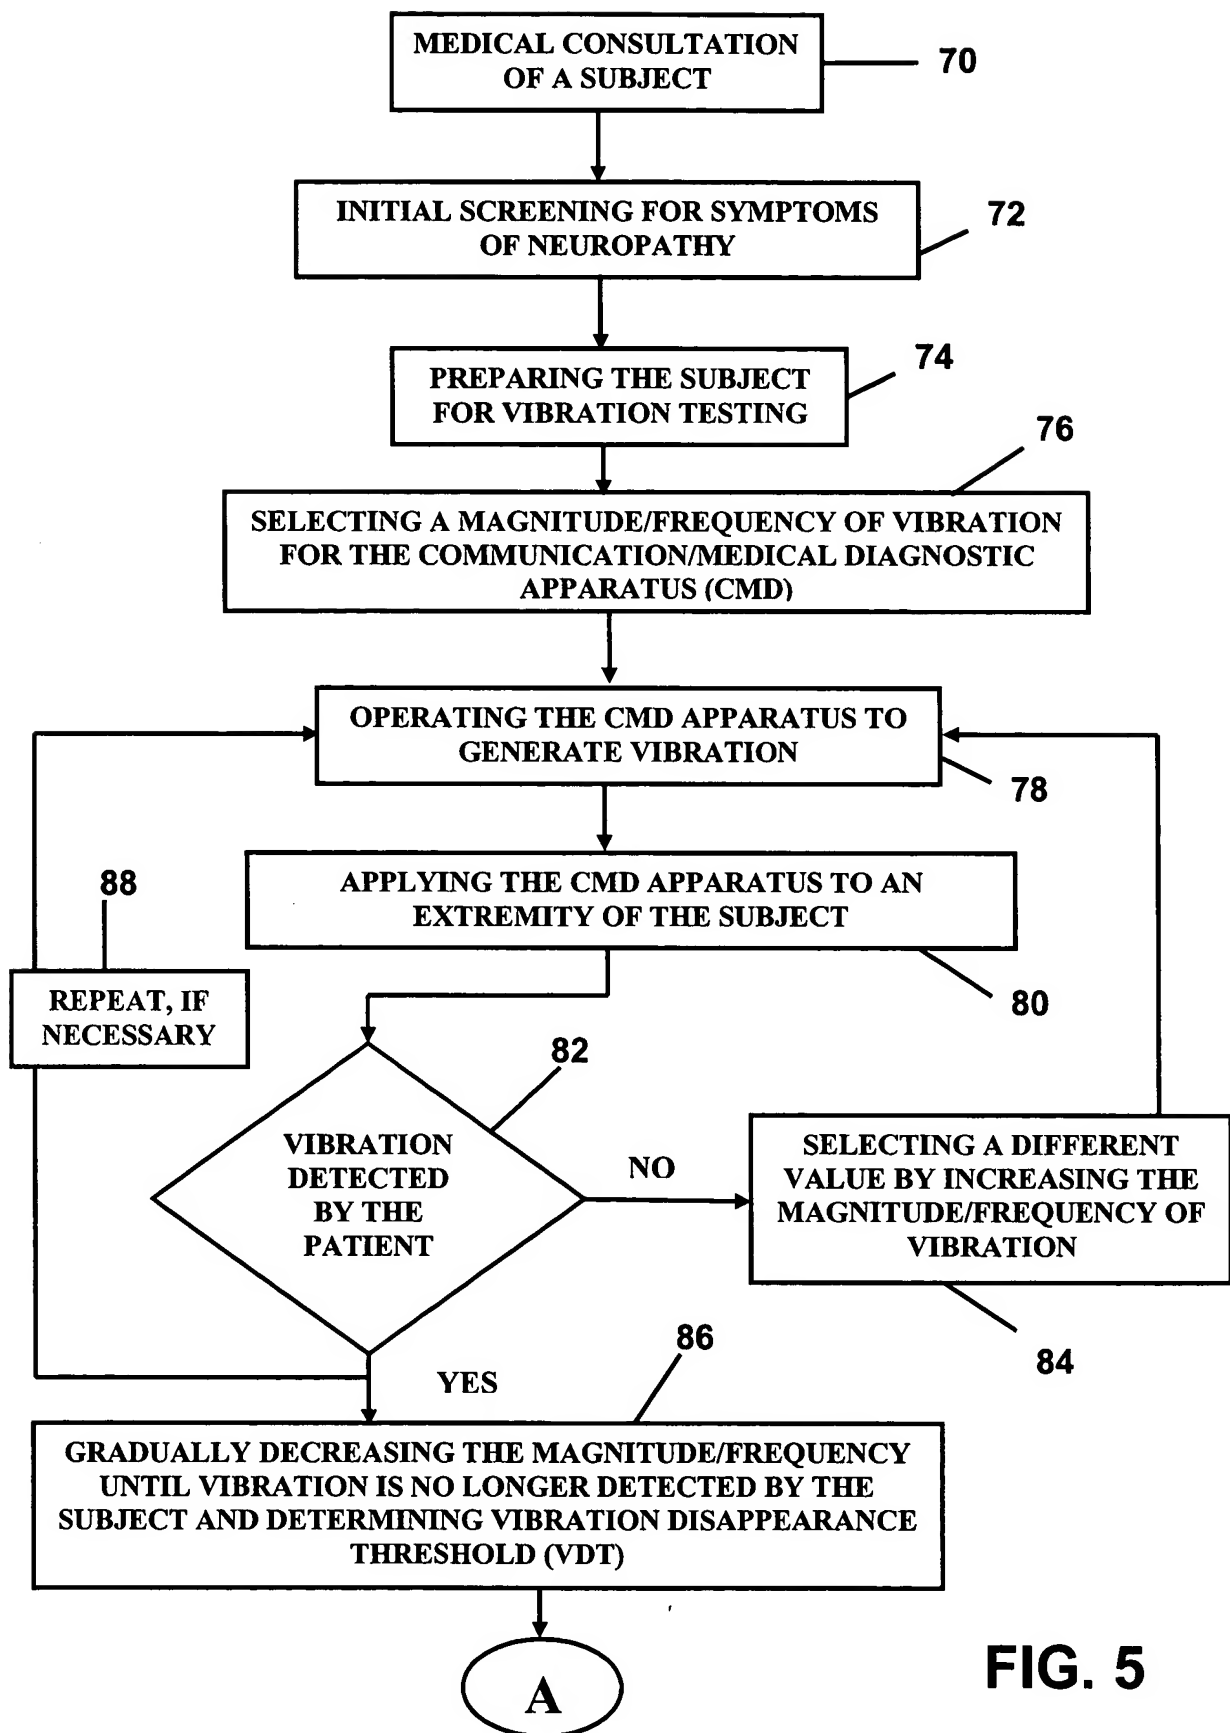 MEDICAL CONSULTATION
OF A SUBJECT
70
INITIAL SCREENING FOR SYMPTOMS
OF NEUROPATHY
72
PREPARING THE SUBJECT
FOR VIBRATION TESTING
74
76
SELECTING A MAGNITUDE/FREQUENCY OF VIBRATION
FOR THE COMMUNICATION/MEDICAL DIAGNOSTIC
APPARATUS (CMD)
OPERATING THE CMD APPARATUS TO
GENERATE VIBRATION
78
APPLYING THE CMD APPARATUS TO AN
EXTREMITY OF THE SUBJECT
80
88
REPEAT, IF
NECESSARY
82
VIBRATION
DETECTED
BY THE
PATIENT
NO
SELECTING A DIFFERENT
VALUE BY INCREASING THE
MAGNITUDE/FREQUENCY OF
VIBRATION
84
YES
86
GRADUALLY DECREASING THE MAGNITUDE/FREQUENCY
UNTIL VIBRATION IS NO LONGER DETECTED BY THE
SUBJECT AND DETERMINING VIBRATION DISAPPEARANCE
THRESHOLD (VDT)
A
FIG. 5